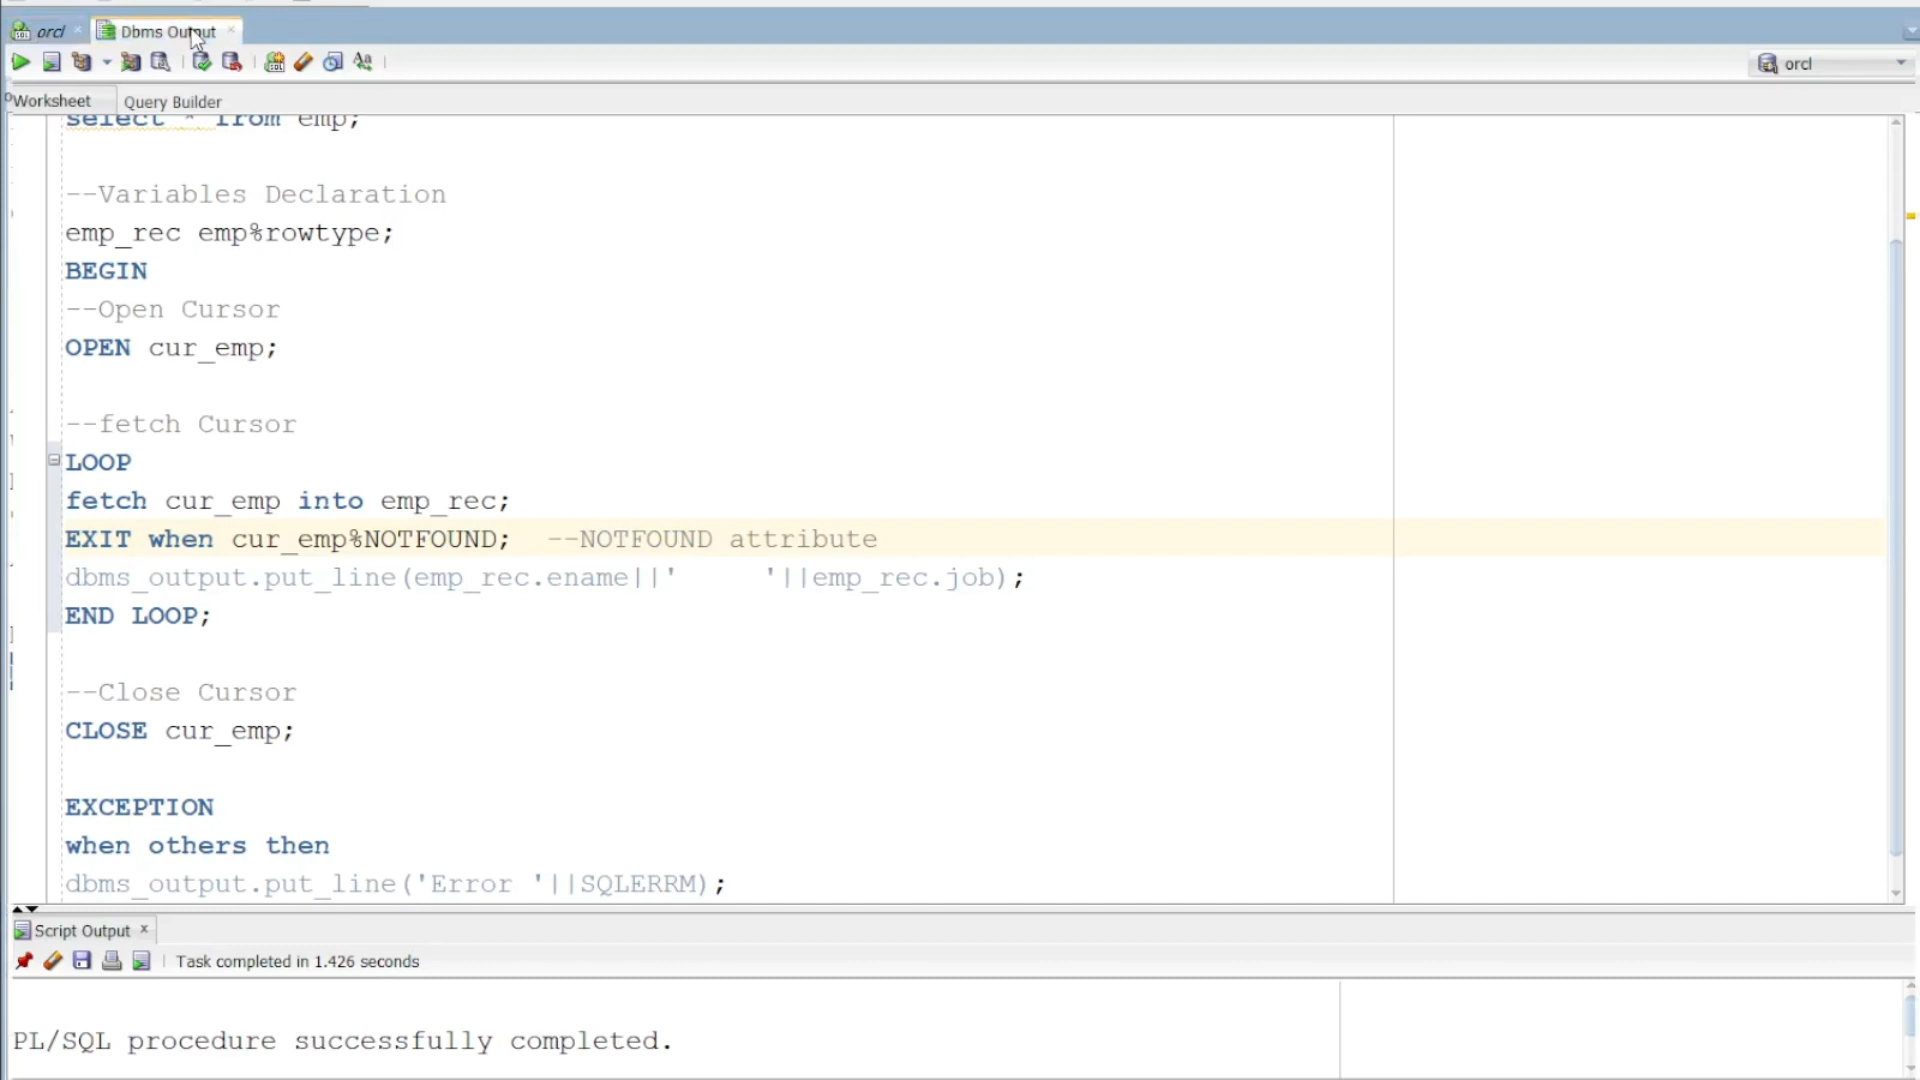 orcl
Dbms Output
orcl
Worksheet
Query Builder
select * from emp;
--Variables Declaration
emp_rec emp%rowtype;
BEGIN
--Open Cursor
OPEN cur_emp;
--fetch Cursor
LOOP
fetch cur_emp into emp_rec;
EXIT when cur_emp%NOTFOUND;  --NOTFOUND attribute
dbms_output.put_line(emp_rec.ename||'     '||emp_rec.job);
END LOOP;
--Close Cursor
CLOSE cur_emp;
EXCEPTION
when others then
dbms_output.put_line('Error '||SQLERRM);
Script Output
Task completed in 1.426 seconds
PL/SQL procedure successfully completed.